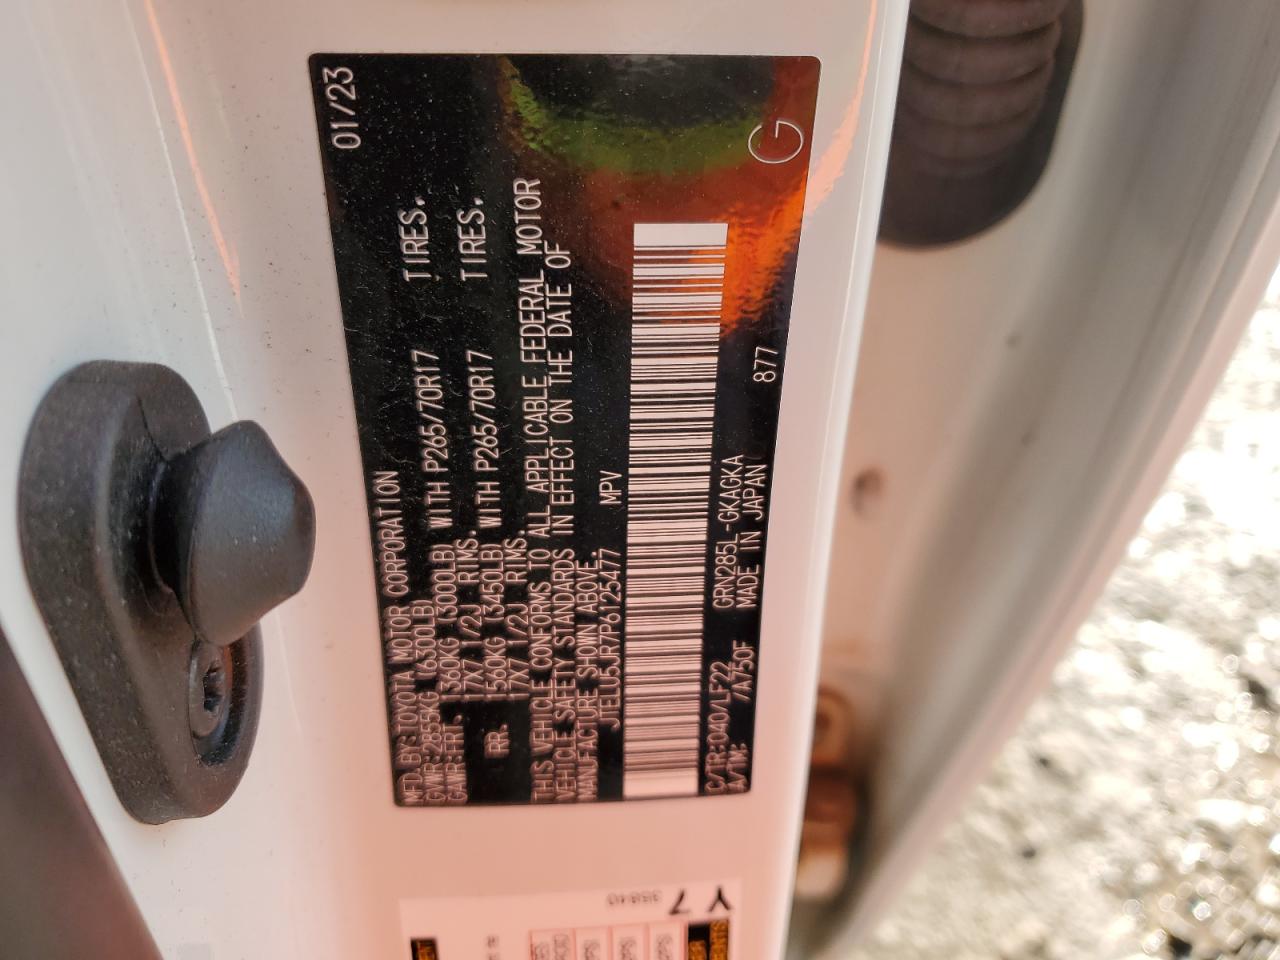 MFD. BY: TOYOTA MOTOR CORPORATION 01/23
GVWR: 2855KG (6300LB)
GAWR: FRT. 1360KG (3000LB) WITH P265/70R17 TIRES.
17X7 1/2J RIMS.
RR. 1560KG (3450LB) WITH P265/70R17 TIRES.
17X7 1/2J RIMS.
THIS VEHICLE CONFORMS TO ALL APPLICABLE FEDERAL MOTOR
VEHICLE SAFETY STANDARDS IN EFFECT ON THE DATE OF
MANUFACTURE SHOWN ABOVE.
JTELU5JR7P6125477 MPV
C/TR: 040/LF22 GRN285L-GKAGKA
A/TM: /A750F MADE IN JAPAN 877
G
Y 7
35840